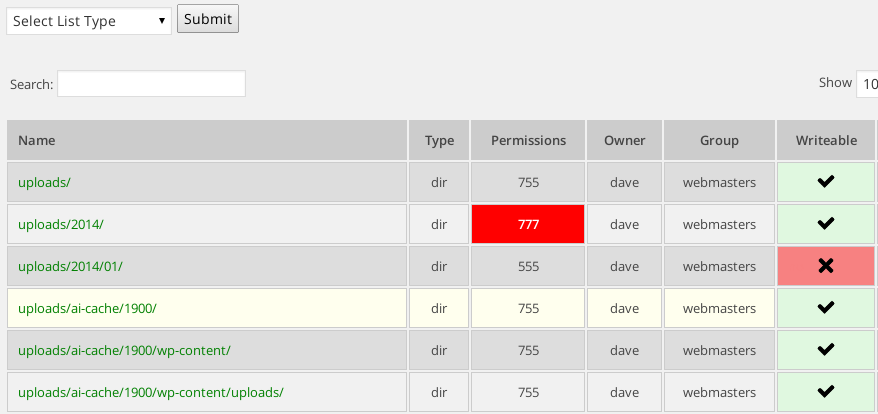 Select List Type Submit
Search: Show 10
Name Type Permissions Owner Group Writeable
uploads/ dir 755 dave webmasters
uploads/2014/ dir 777 dave webmasters
uploads/2014/01/ dir 555 dave webmasters
uploads/ai-cache/1900/ dir 755 dave webmasters
uploads/ai-cache/1900/wp-content/ dir 755 dave webmasters
uploads/ai-cache/1900/wp-content/uploads/ dir 755 dave webmasters